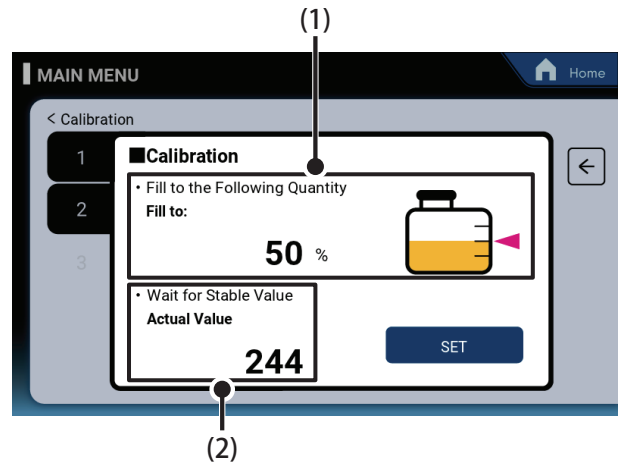 (1)
MAIN MENU
Home
< Calibration
1
■Calibration
・Fill to the Following Quantity
Fill to:
2
50 %
3
・Wait for Stable Value
Actual Value
244
SET
(2)